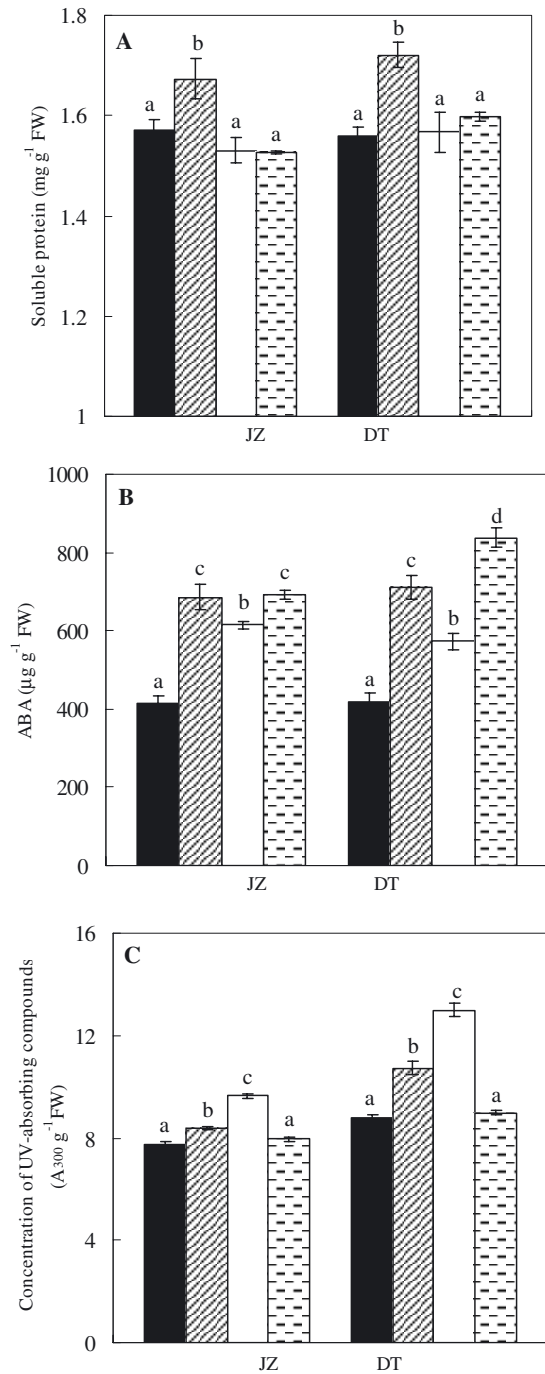 A
1.8
1.6
1.4
1.2
1
Soluble protein (mg g-1 FW)
a b a a a b a a
JZ DT
B
1000
800
600
400
200
0
ABA (µg g-1 FW)
a c b c a c b d
JZ DT
C
16
12
8
4
0
Concentration of UV-absorbing compounds
(A300 g-1FW)
a b c a a b c a
JZ DT